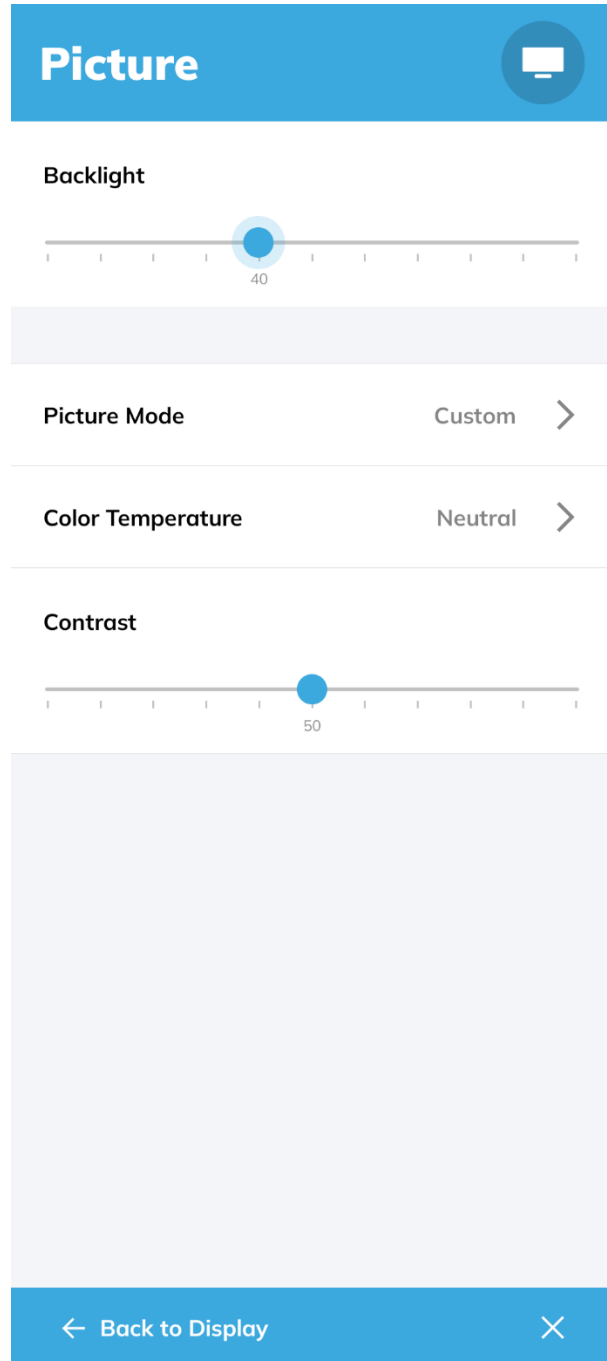 Picture
Backlight
40
Picture Mode Custom
Color Temperature Neutral
Contrast
50
Back to Display